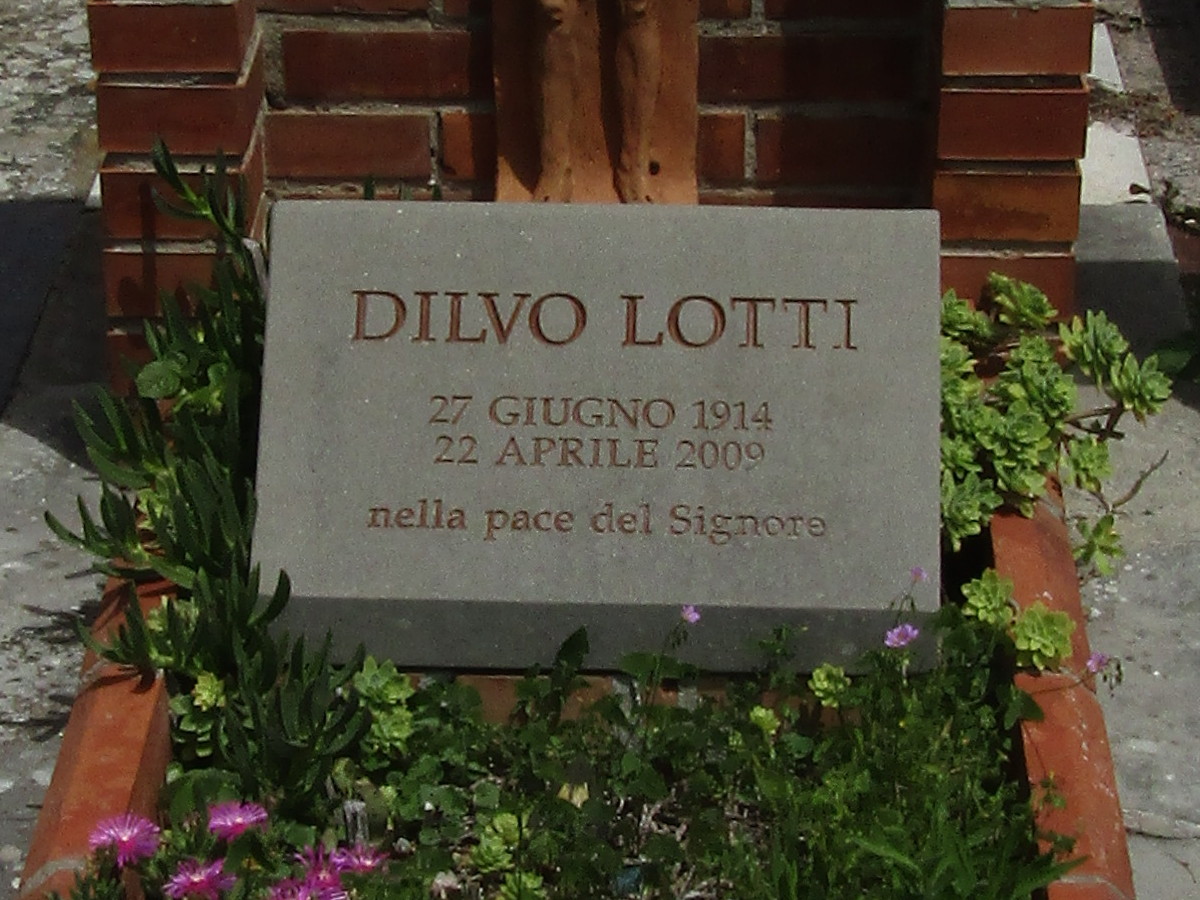 DILVO LOTTI
27 GIUGNO 1914
22 APRILE 2009
nella pace del Signore